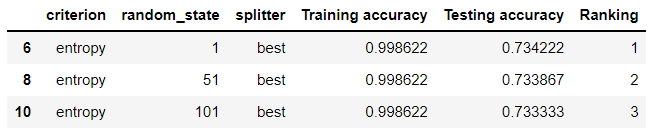 criterion random_state splitter Training accuracy Testing accuracy Ranking
6 entropy 1 best 0.998622 0.734222 1
8 entropy 51 best 0.998622 0.733867 2
10 entropy 101 best 0.998622 0.733333 3